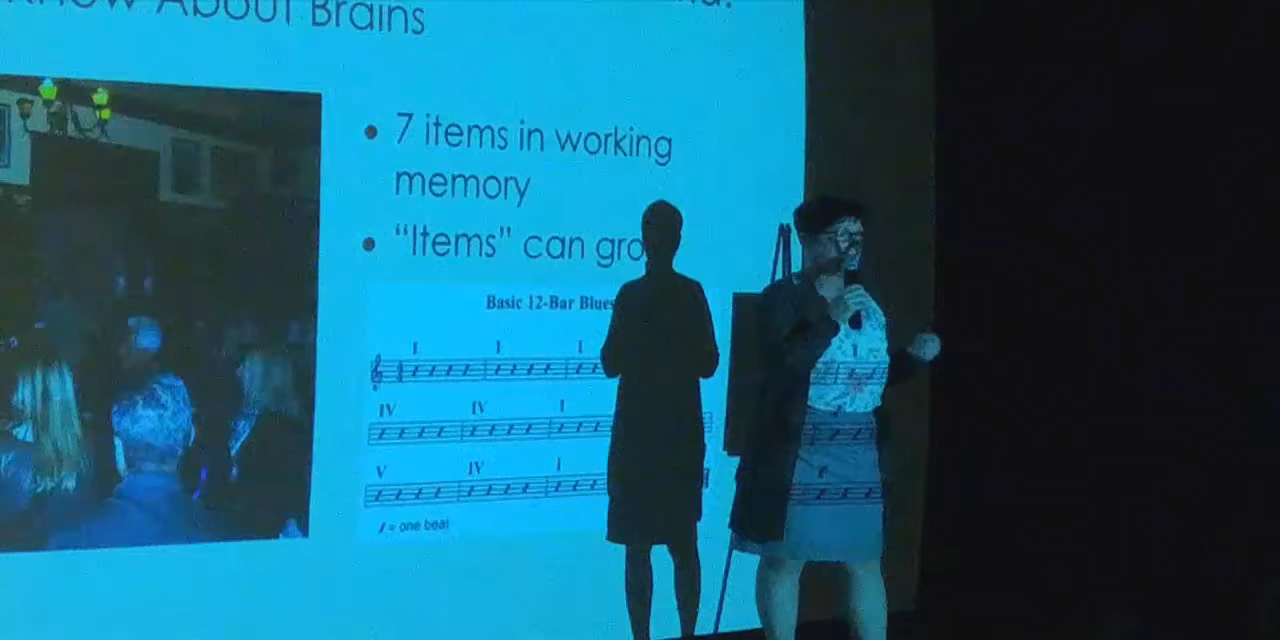 Know About Brains
• 7 items in working
memory
• “Items” can gro
Basic 12-Bar Blues
I I I I
IV IV I
V IV I
/ = one beat